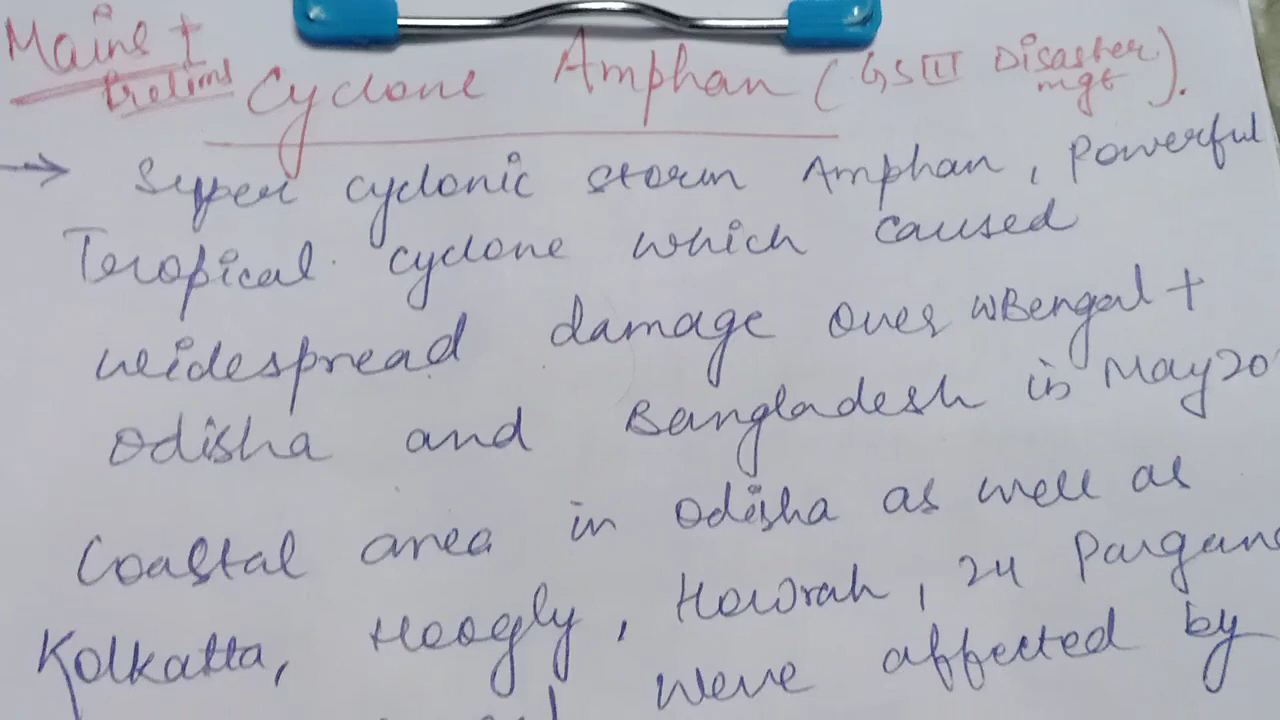 Mains +
Prelims
Cyclone Amphan (GS III Disaster mgt).
→ Super cyclonic storm Amphan, powerful
Tropical cyclone which caused
widespread damage over WBengal +
Odisha and Bangladesh in May 20
Coastal area in Odisha as well as
Kolkatta, Hoogly, Howrah, 24 Pargana
were affected by